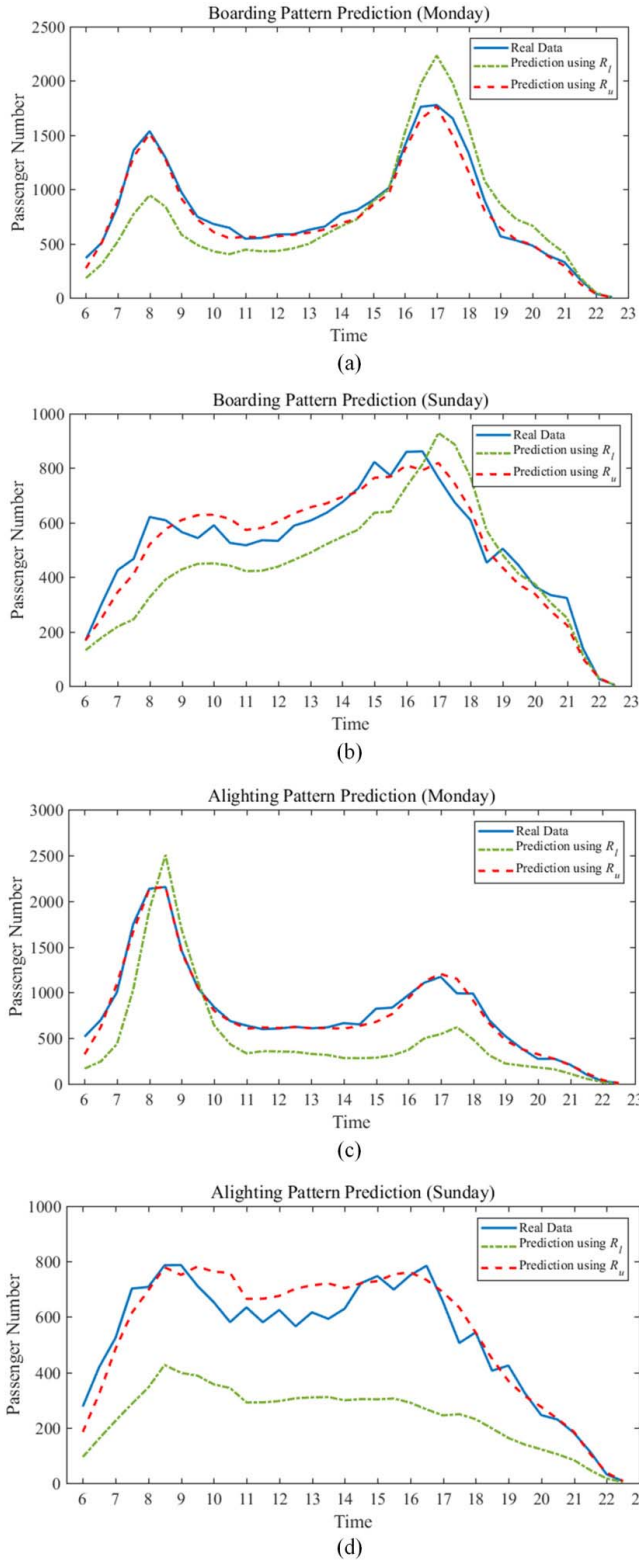 Boarding Pattern Prediction (Monday)
2500
2000
1500
1000
500
0
Passenger Number
Real Data
Prediction using R_l
Prediction using R_u
6 7 8 9 10 11 12 13 14 15 16 17 18 19 20 21 22 23
Time
(a)
Boarding Pattern Prediction (Sunday)
1000
800
600
400
200
0
Passenger Number
Real Data
Prediction using R_l
Prediction using R_u
6 7 8 9 10 11 12 13 14 15 16 17 18 19 20 21 22 23
Time
(b)
Alighting Pattern Prediction (Monday)
3000
2500
2000
1500
1000
500
0
Passenger Number
Real Data
Prediction using R_l
Prediction using R_u
6 7 8 9 10 11 12 13 14 15 16 17 18 19 20 21 22 23
Time
(c)
Alighting Pattern Prediction (Sunday)
1000
800
600
400
200
0
Passenger Number
Real Data
Prediction using R_l
Prediction using R_u
6 7 8 9 10 11 12 13 14 15 16 17 18 19 20 21 22 2
Time
(d)